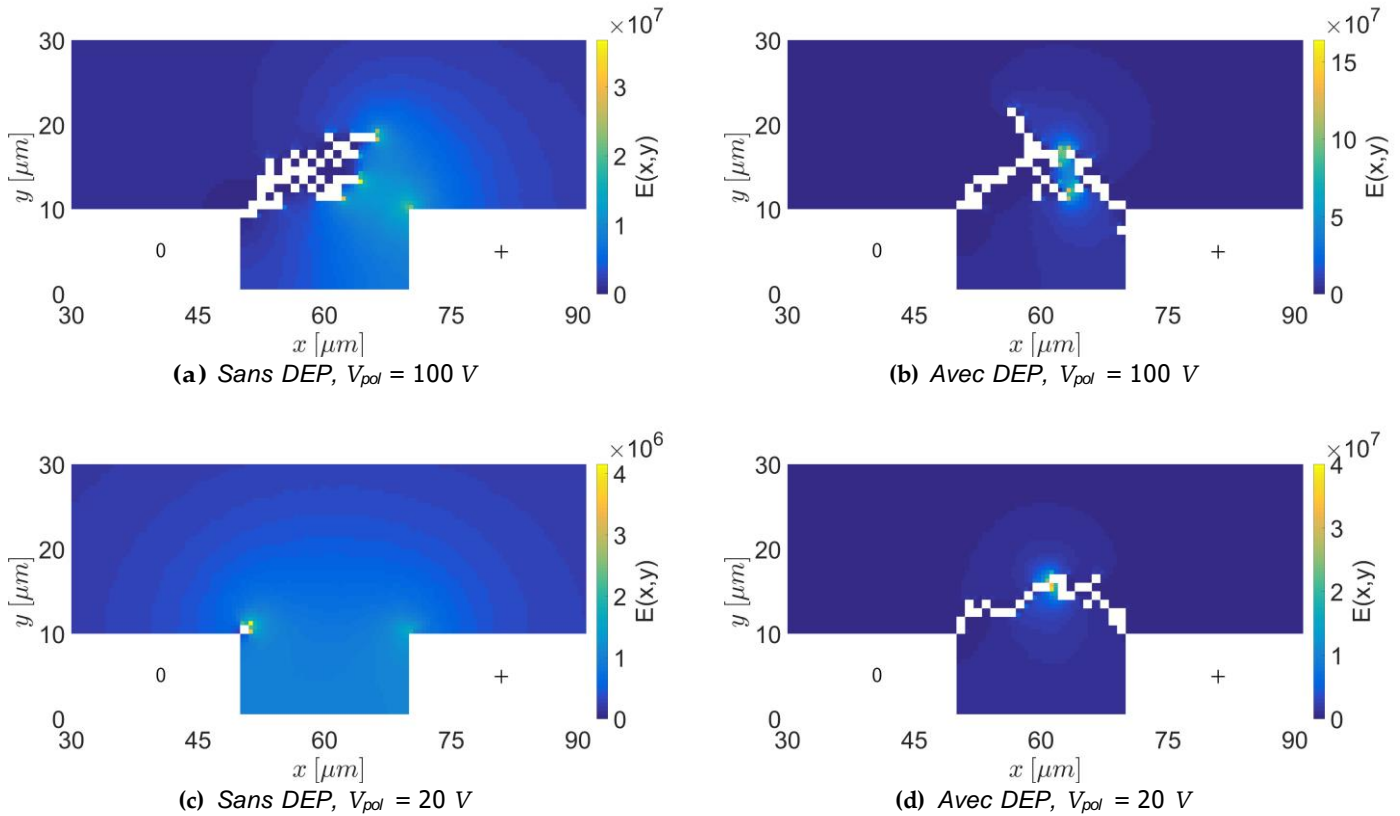 ×10⁷
30
20
10
0
y [μm]
0
+
30 45 60 75 90
x [μm]
3
2
1
0
E(x,y)
(a) Sans DEP, Vpol = 100 V
×10⁷
30
20
10
0
y [μm]
0
+
30 45 60 75 90
x [μm]
15
10
5
0
E(x,y)
(b) Avec DEP, Vpol = 100 V
×10⁶
30
20
10
0
y [μm]
0
+
30 45 60 75 90
x [μm]
4
3
2
1
0
E(x,y)
(c) Sans DEP, Vpol = 20 V
×10⁷
30
20
10
0
y [μm]
0
+
30 45 60 75 90
x [μm]
4
3
2
1
0
E(x,y)
(d) Avec DEP, Vpol = 20 V